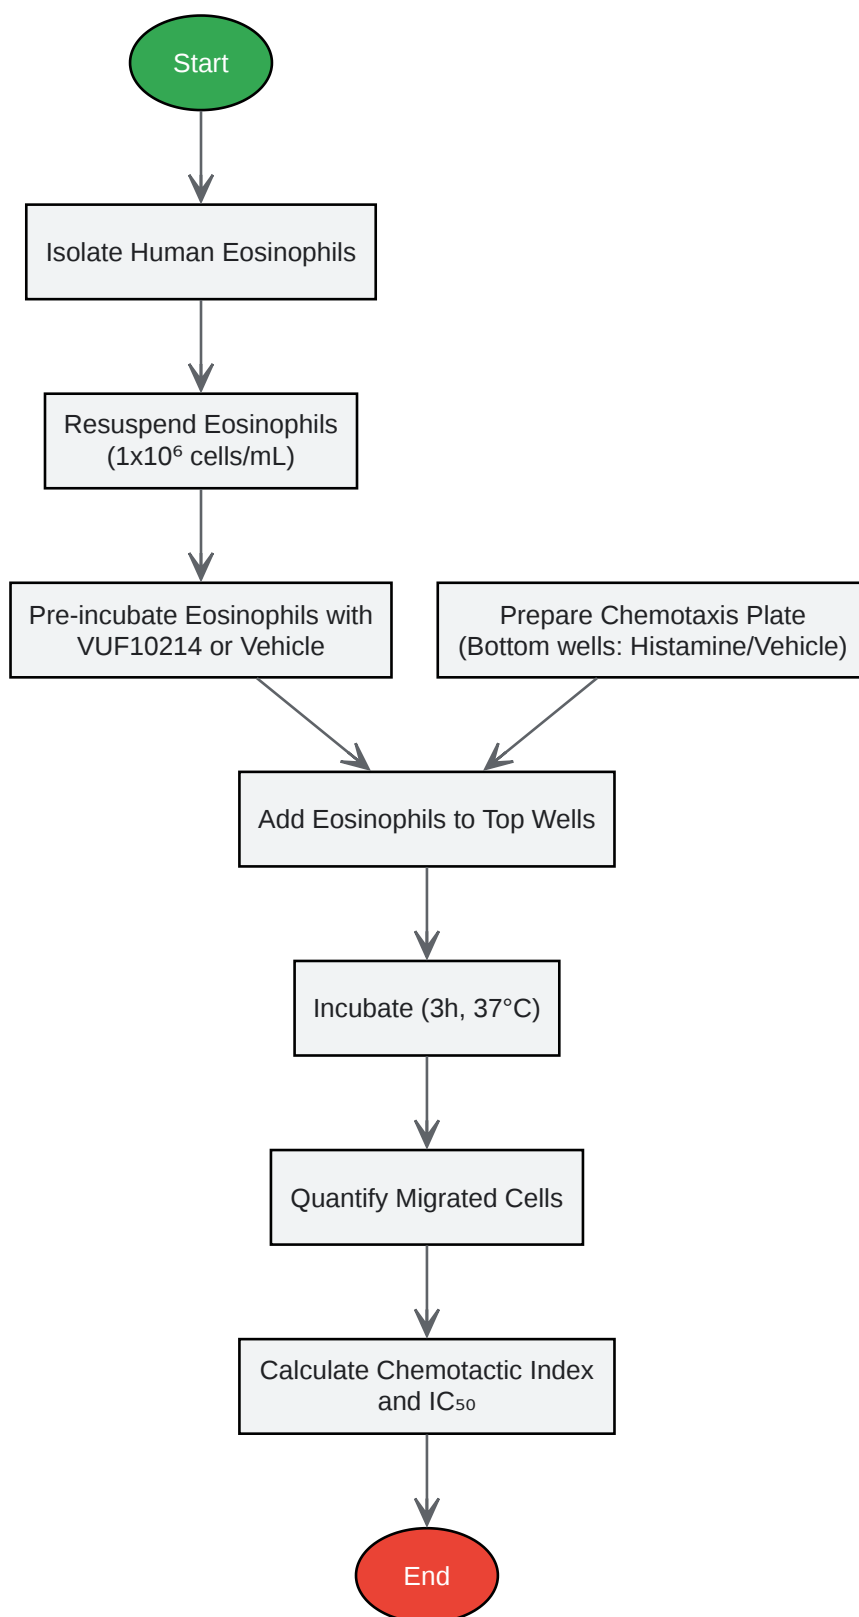 Start
Isolate Human Eosinophils
Resuspend Eosinophils
(1x10⁶ cells/mL)
Pre-incubate Eosinophils with
VUF10214 or Vehicle
Prepare Chemotaxis Plate
(Bottom wells: Histamine/Vehicle)
Add Eosinophils to Top Wells
Incubate (3h, 37°C)
Quantify Migrated Cells
Calculate Chemotactic Index
and IC₅₀
End